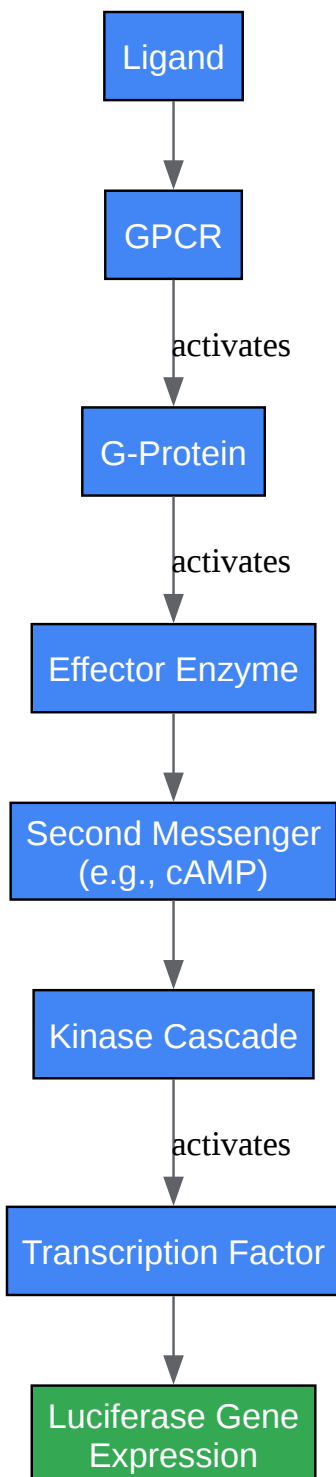 Ligand
GPCR
activates
G-Protein
activates
Effector Enzyme
Second Messenger
(e.g., cAMP)
Kinase Cascade
activates
Transcription Factor
Luciferase Gene
Expression